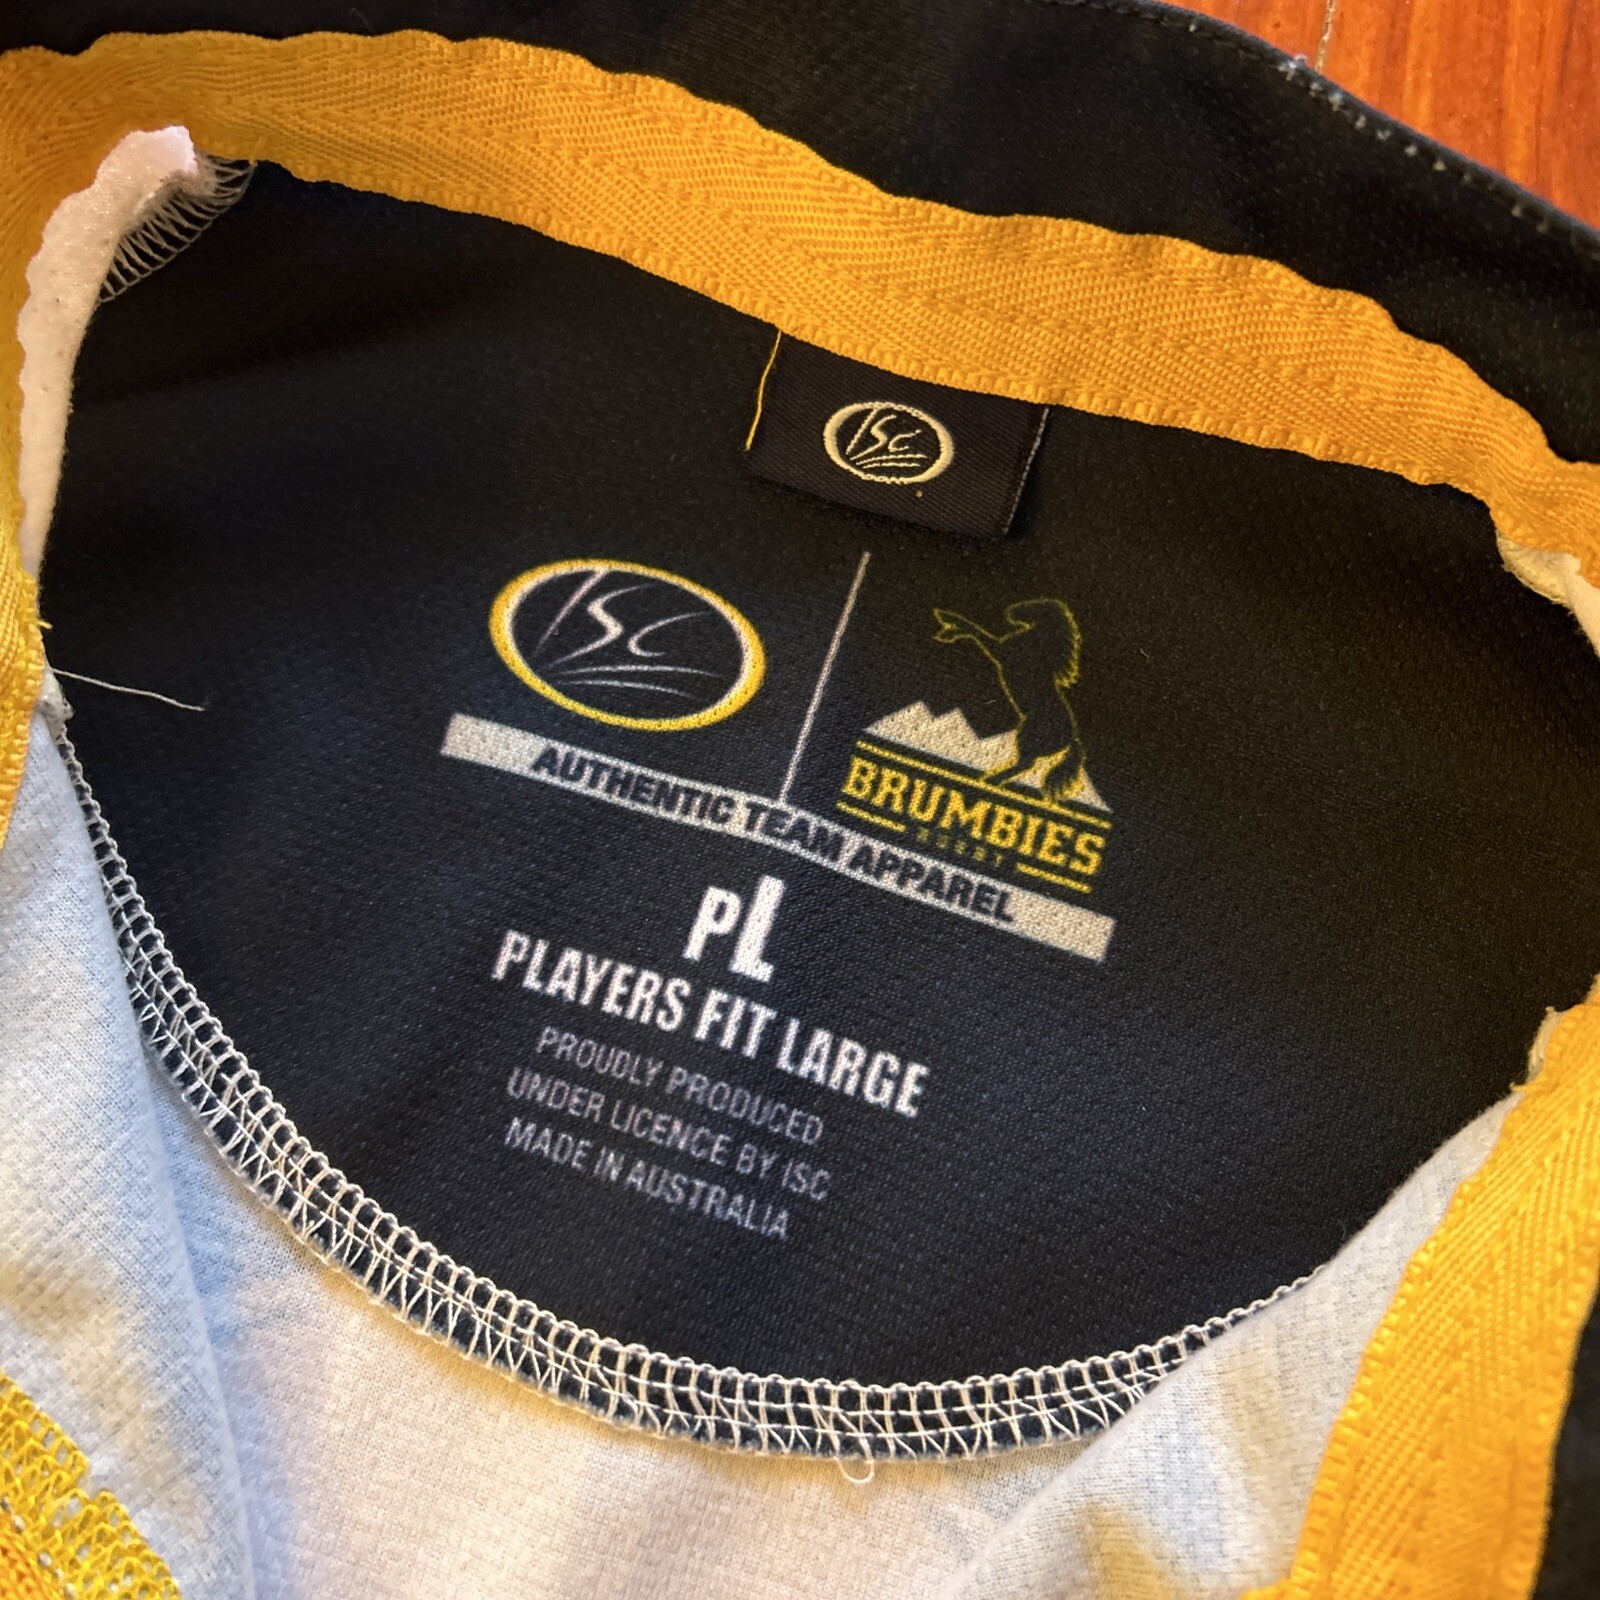 ISC
ISC
BRUMBIES
RUGBY
AUTHENTIC TEAM APPAREL
PL
PLAYERS FIT LARGE
PROUDLY PRODUCED
UNDER LICENCE BY ISC
MADE IN AUSTRALIA